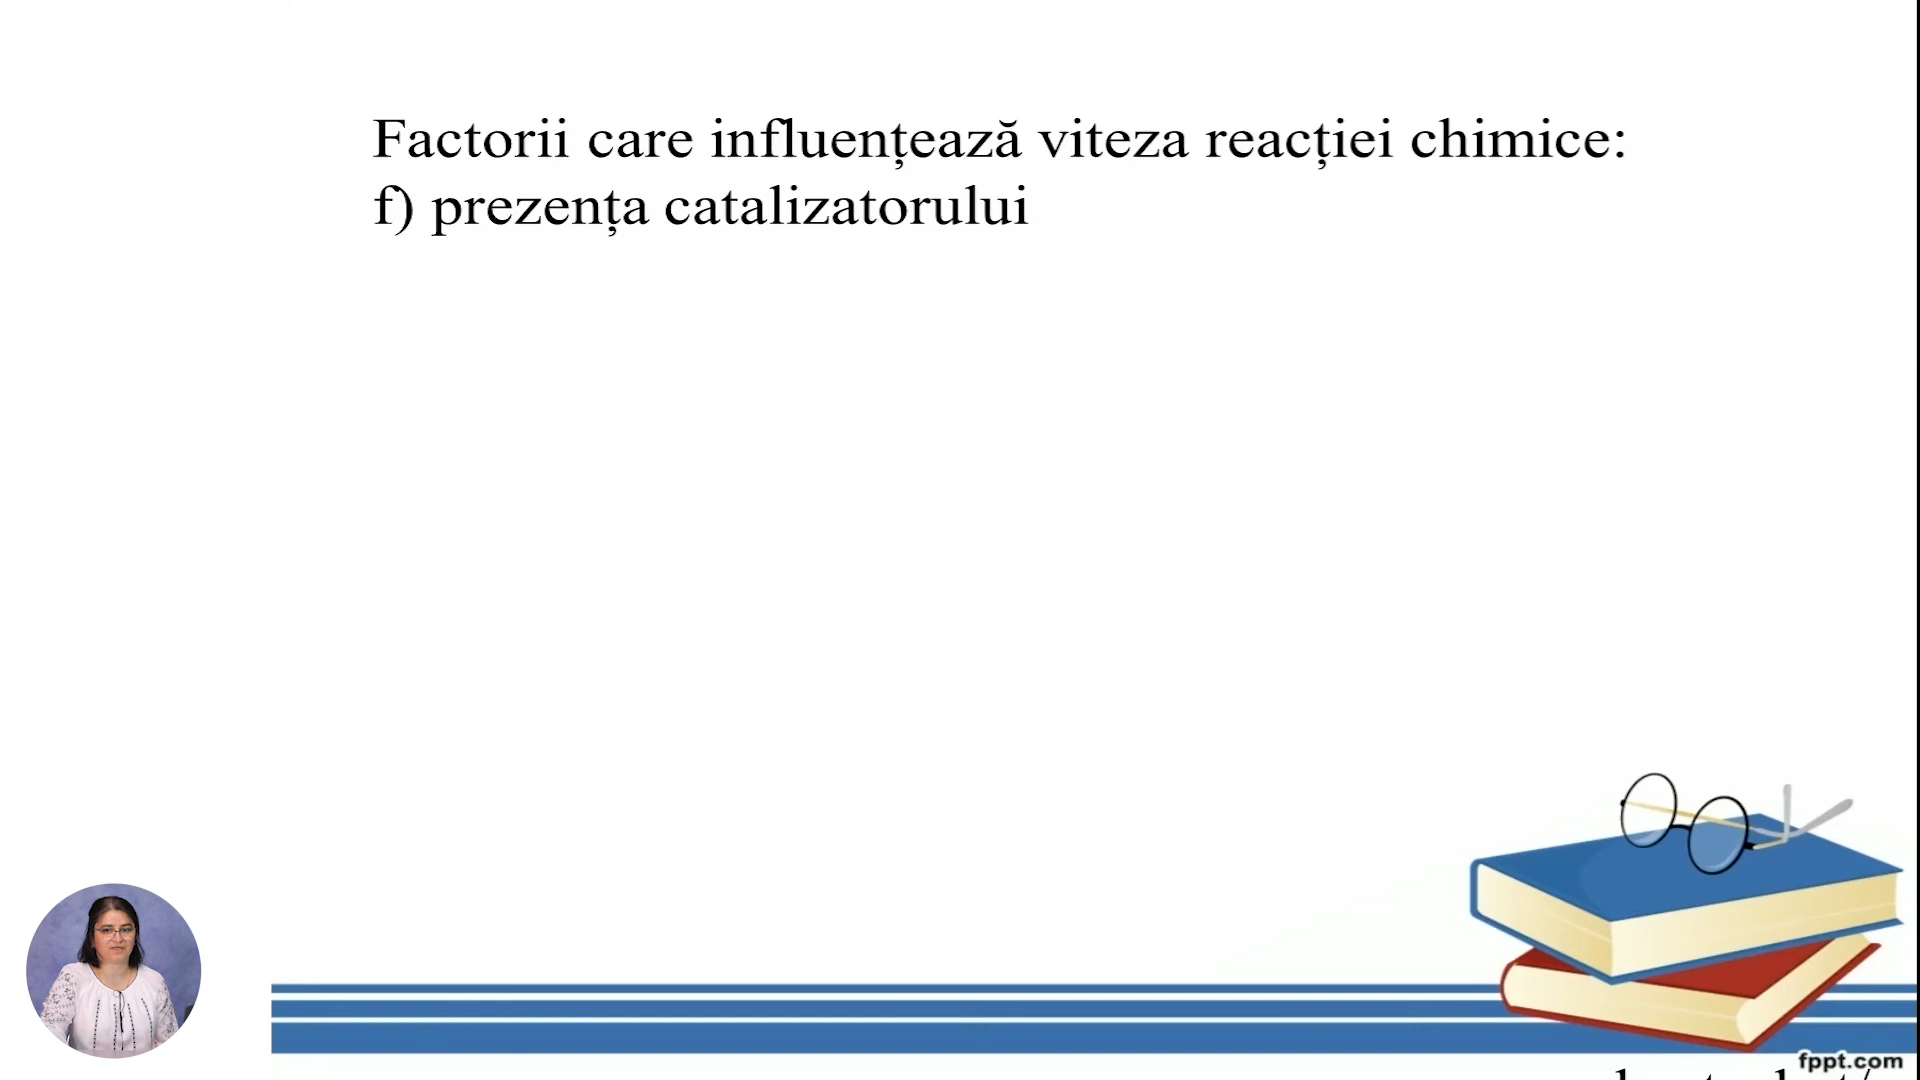 Factorii care influențează viteza reacției chimice:
f) prezența catalizatorului
fppt.com